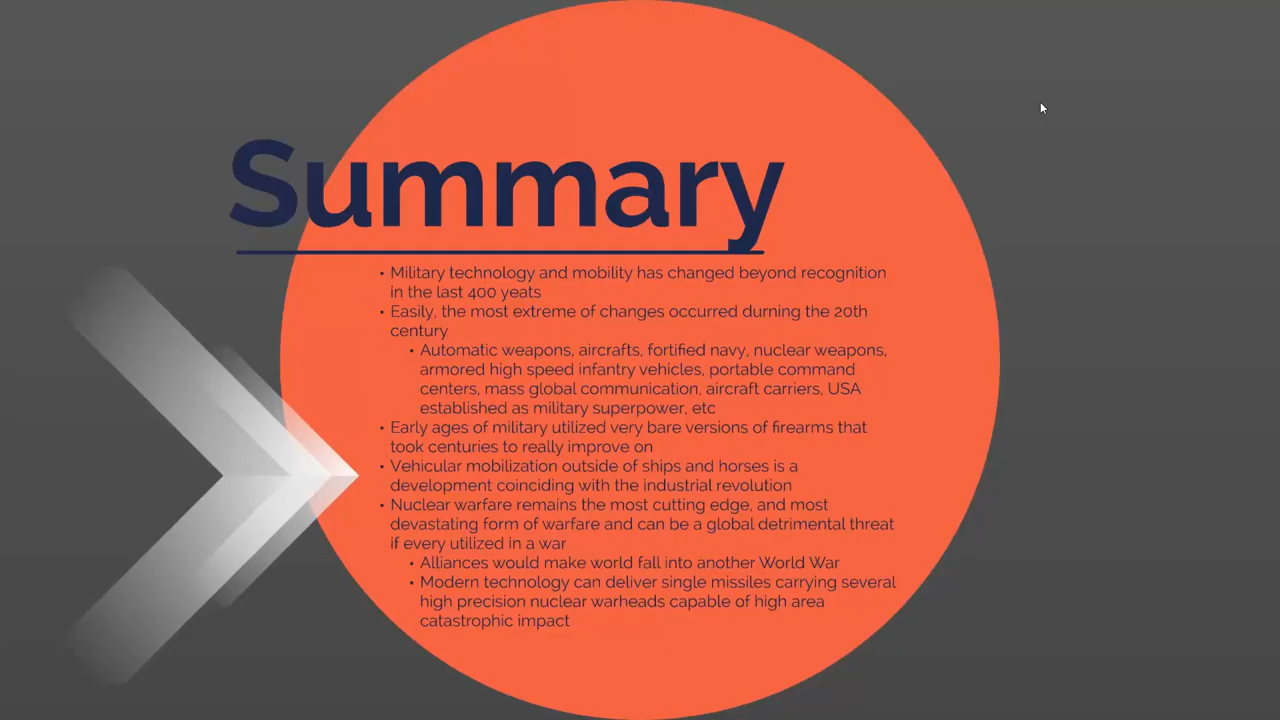 Summary
• Military technology and mobility has changed beyond recognition
in the last 400 yeats
• Easily, the most extreme of changes occurred durning the 20th
century
• Automatic weapons, aircrafts, fortified navy, nuclear weapons,
armored high speed infantry vehicles, portable command
centers, mass global communication, aircraft carriers, USA
established as military superpower, etc
• Early ages of military utilized very bare versions of firearms that
took centuries to really improve on
• Vehicular mobilization outside of ships and horses is a
development coinciding with the industrial revolution
• Nuclear warfare remains the most cutting edge, and most
devastating form of warfare and can be a global detrimental threat
if every utilized in a war
• Alliances would make world fall into another World War
• Modern technology can deliver single missiles carrying several
high precision nuclear warheads capable of high area
catastrophic impact